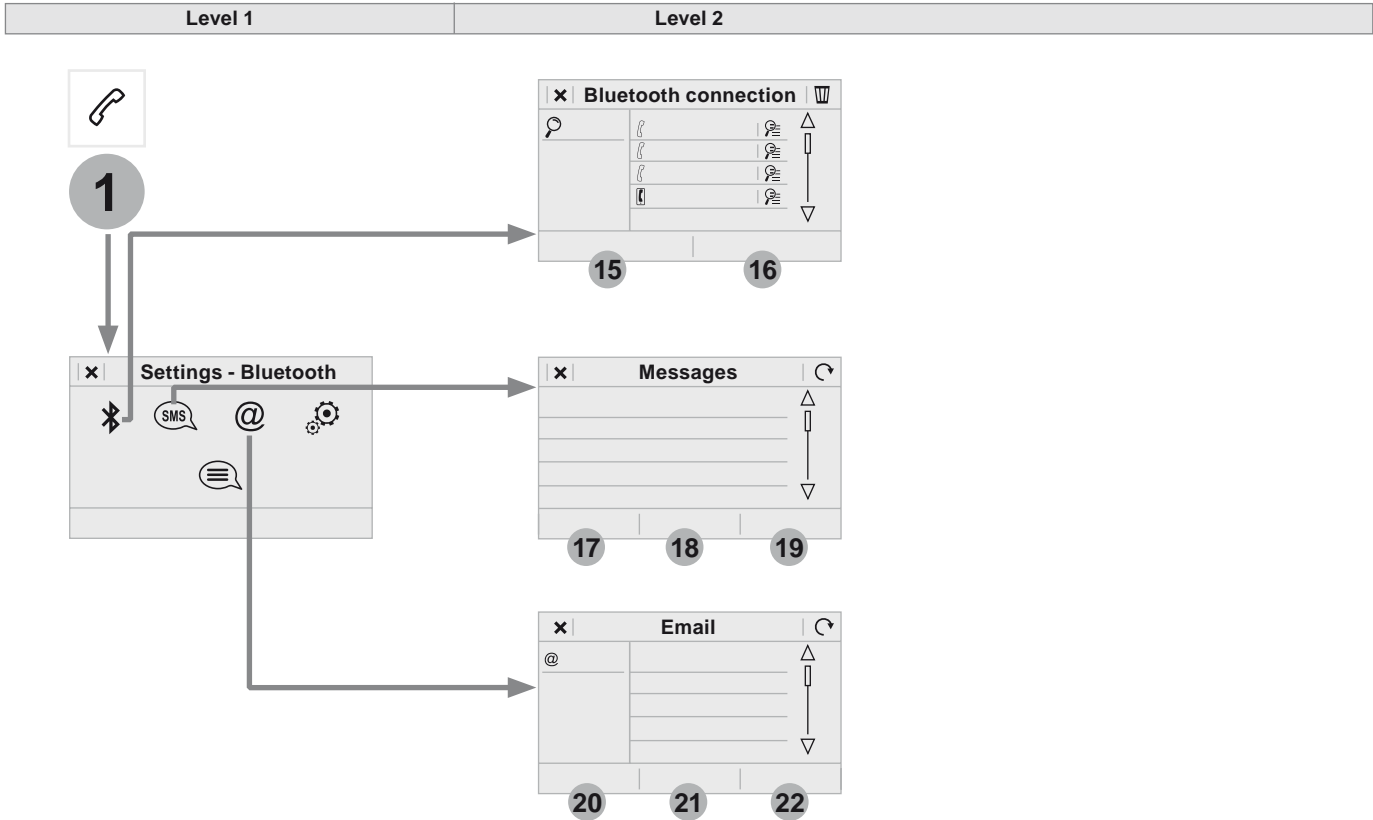 Level 1
Level 2
1
Bluetooth connection
15
16
Settings - Bluetooth
SMS
@
Messages
17
18
19
Email
@
20
21
22